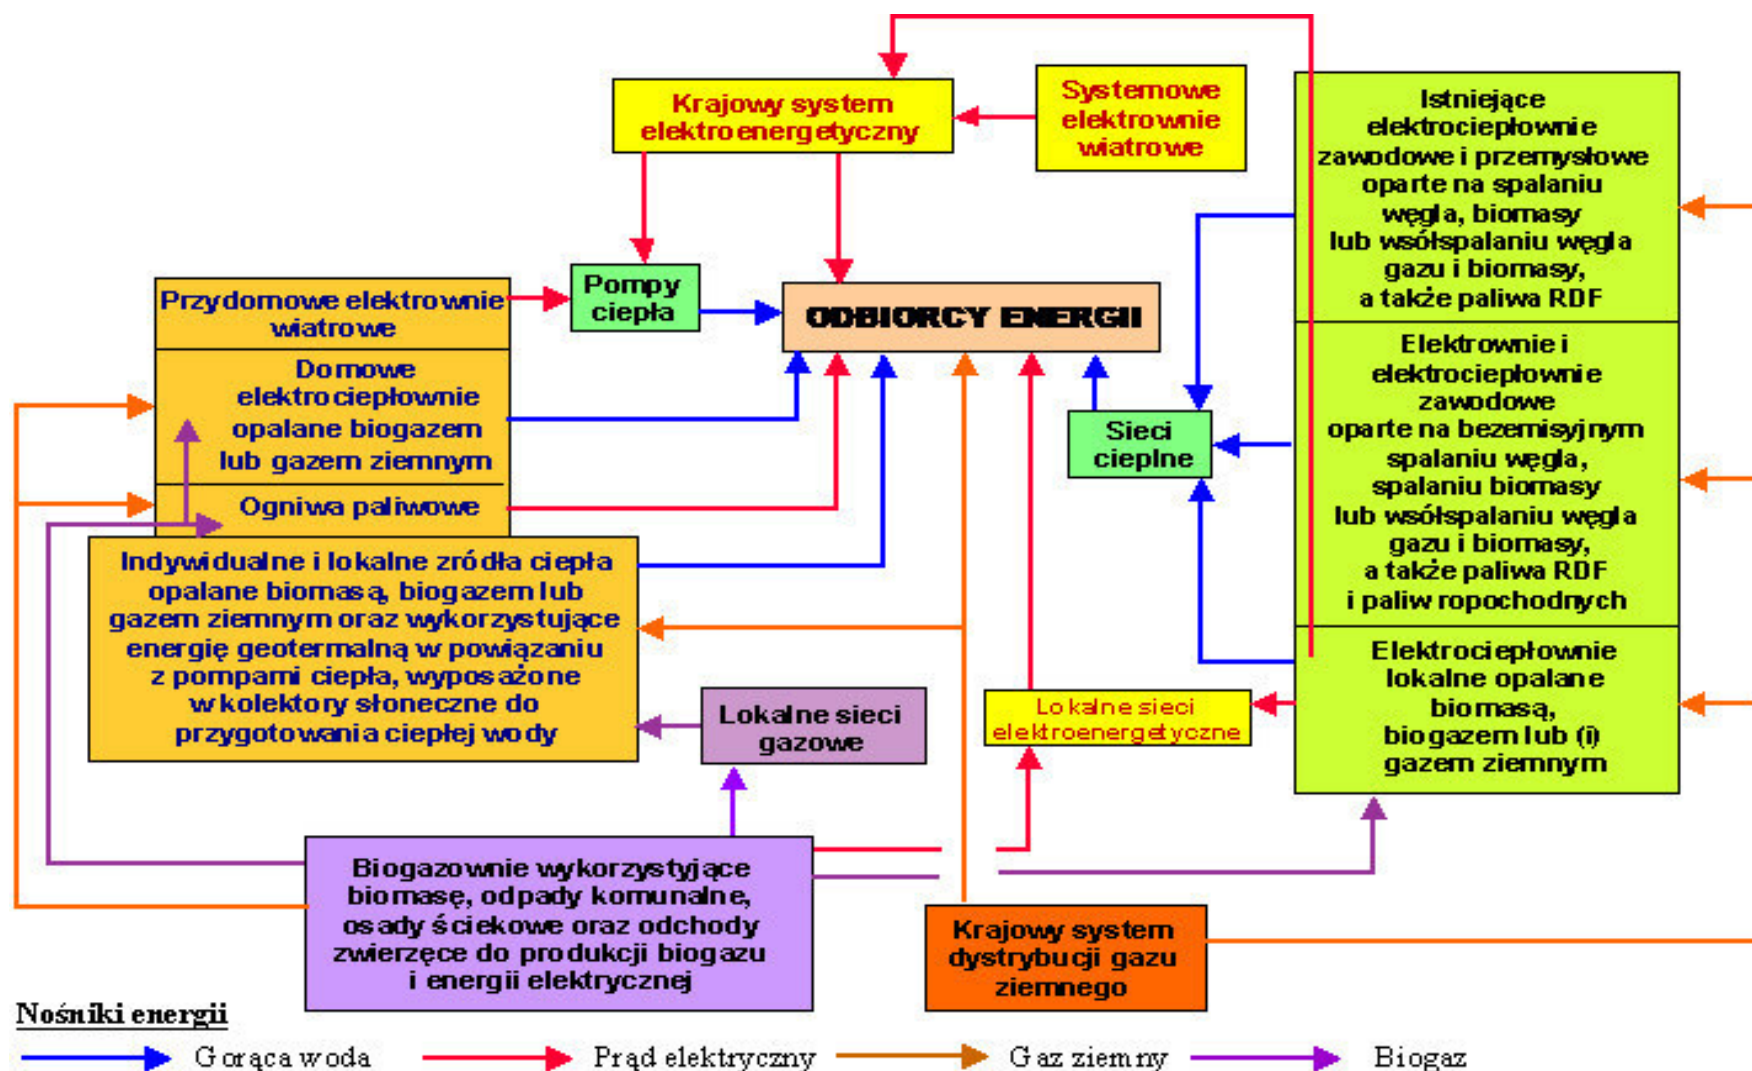 Krajowy system
elektroenergetyczny
Systemowe
elektrownie
wiatrowe
Istniejące
elektrociepłownie
zawodowe i przemysłowe
oparte na spalaniu
węgla, biomasy
lub wsółspalaniu węgla
gazu i biomasy,
a także paliwa RDF
Pompy
ciepła
Przydomowe elektrownie
wiatrowe
ODBIORCY ENERGII
Domowe
elektrociepłownie
opalane biogazem
lub gazem ziemnym
Ogniwa paliwowe
Sieci
cieplne
Elektrownie i
elektrociepłownie
zawodowe
oparte na bezemisyjnym
spalaniu węgla,
spalaniu biomasy
lub wsółspalaniu węgla
gazu i biomasy,
a także paliwa RDF
i paliw ropochodnych
Indywidualne i lokalne zródła ciepła
opalane biomasą, biogazem lub
gazem ziemnym oraz wykorzystujące
energię geotermalną w powiązaniu
z pompami ciepła, wyposażone
w kolektory słoneczne do
przygotowania ciepłej wody
Lokalne sieci
gazowe
Lokalne sieci
elektroenergetyczne
Elektrociepłownie
lokalne opalane
biomasą,
biogazem lub (i)
gazem ziemnym
Biogazownie wykorzystyjące
biomasę, odpady komunalne,
osady ściekowe oraz odchody
zwierzęce do produkcji biogazu
i energii elektrycznej
Krajowy system
dystrybucji gazu
ziemnego
Nośniki energii
Gorąca woda
Prąd elektryczny
Gaz ziemny
Biogaz